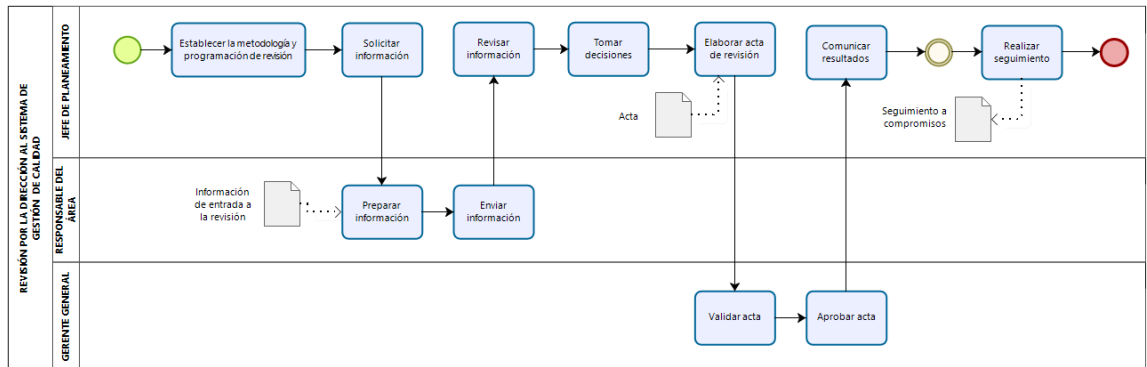 REVISIÓN POR LA DIRECCIÓN AL SISTEMA DE
GESTIÓN DE CALIDAD
JEFE DE PLANEAMIENTO
Establecer la metodología y
programación de revisión
Solicitar
información
Revisar
información
Tomar
decisiones
Elaborar acta
de revisión
Acta
Comunicar
resultados
Realizar
seguimiento
Seguimiento a
compromisos
RESPONSABLE DEL
ÁREA
Información
de entrada a
la revisión
Preparar
información
Enviar
información
GERENTE GENERAL
Validar acta
Aprobar acta